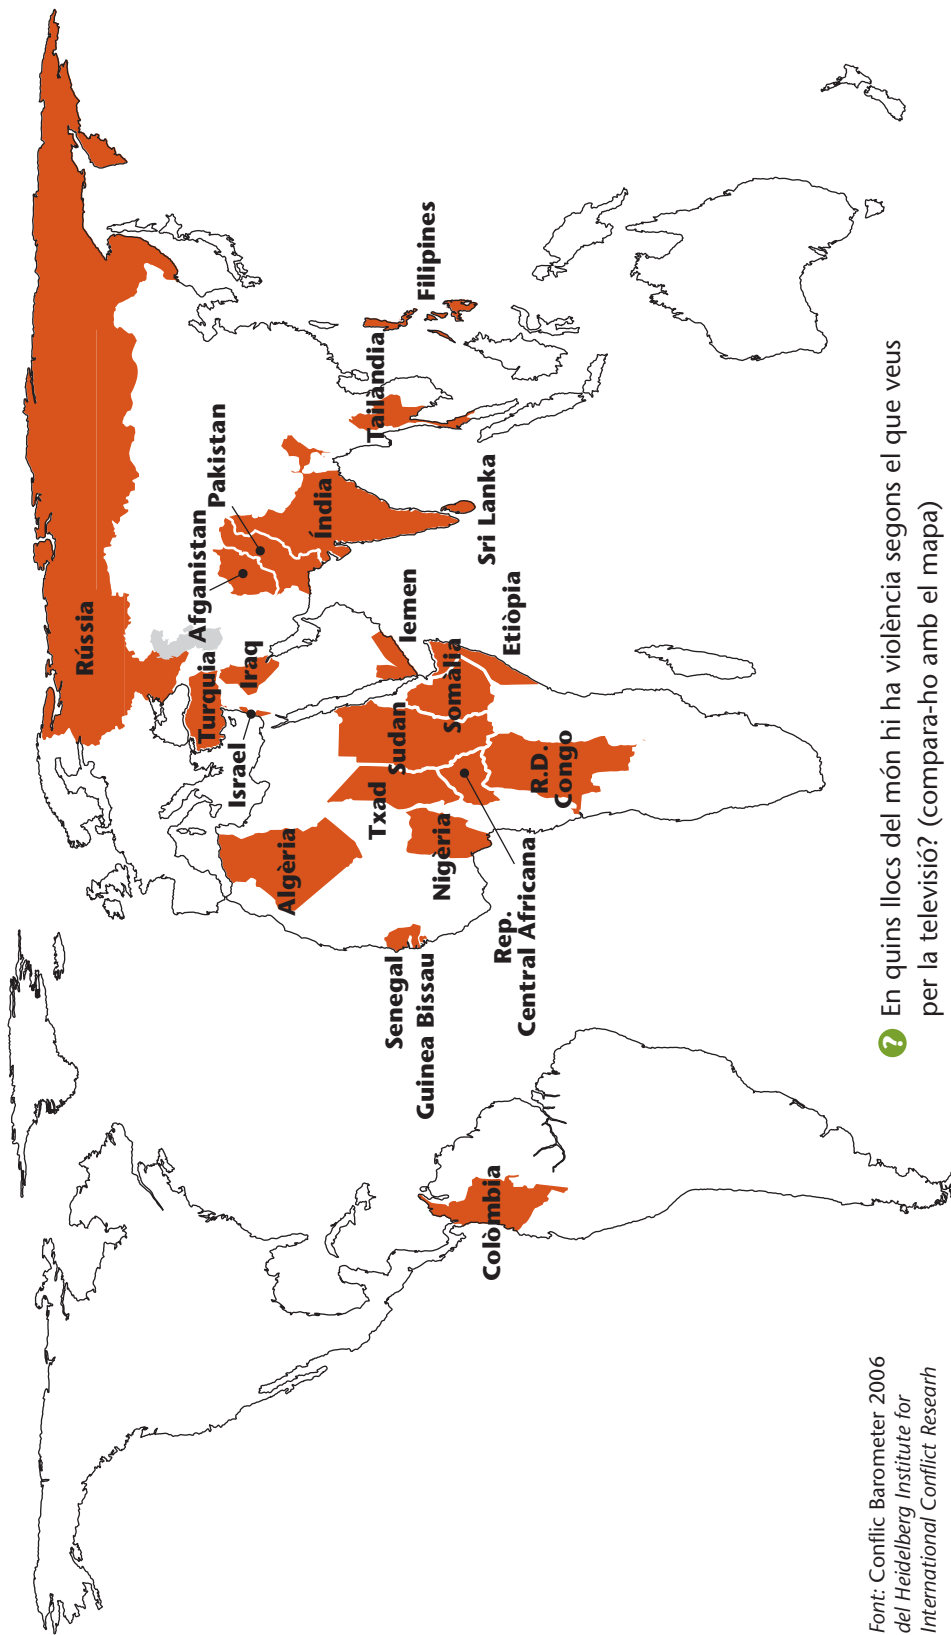 Rússia
Turquia
Afganistan
Pakistan
Iraq
Israel
Índia
Tailàndia
Filipines
Sri Lanka
Iemen
Etiòpia
Somàlia
Sudan
Txad
Algèria
Nigèria
R.D.
Congo
Rep.
Central Africana
Senegal
Guinea Bissau
Colòmbia
? En quins llocs del món hi ha violència segons el que veus
per la televisió? (compara-ho amb el mapa)
Font: Conflic Barometer 2006
del Heidelberg Institute for
International Conflict Researh